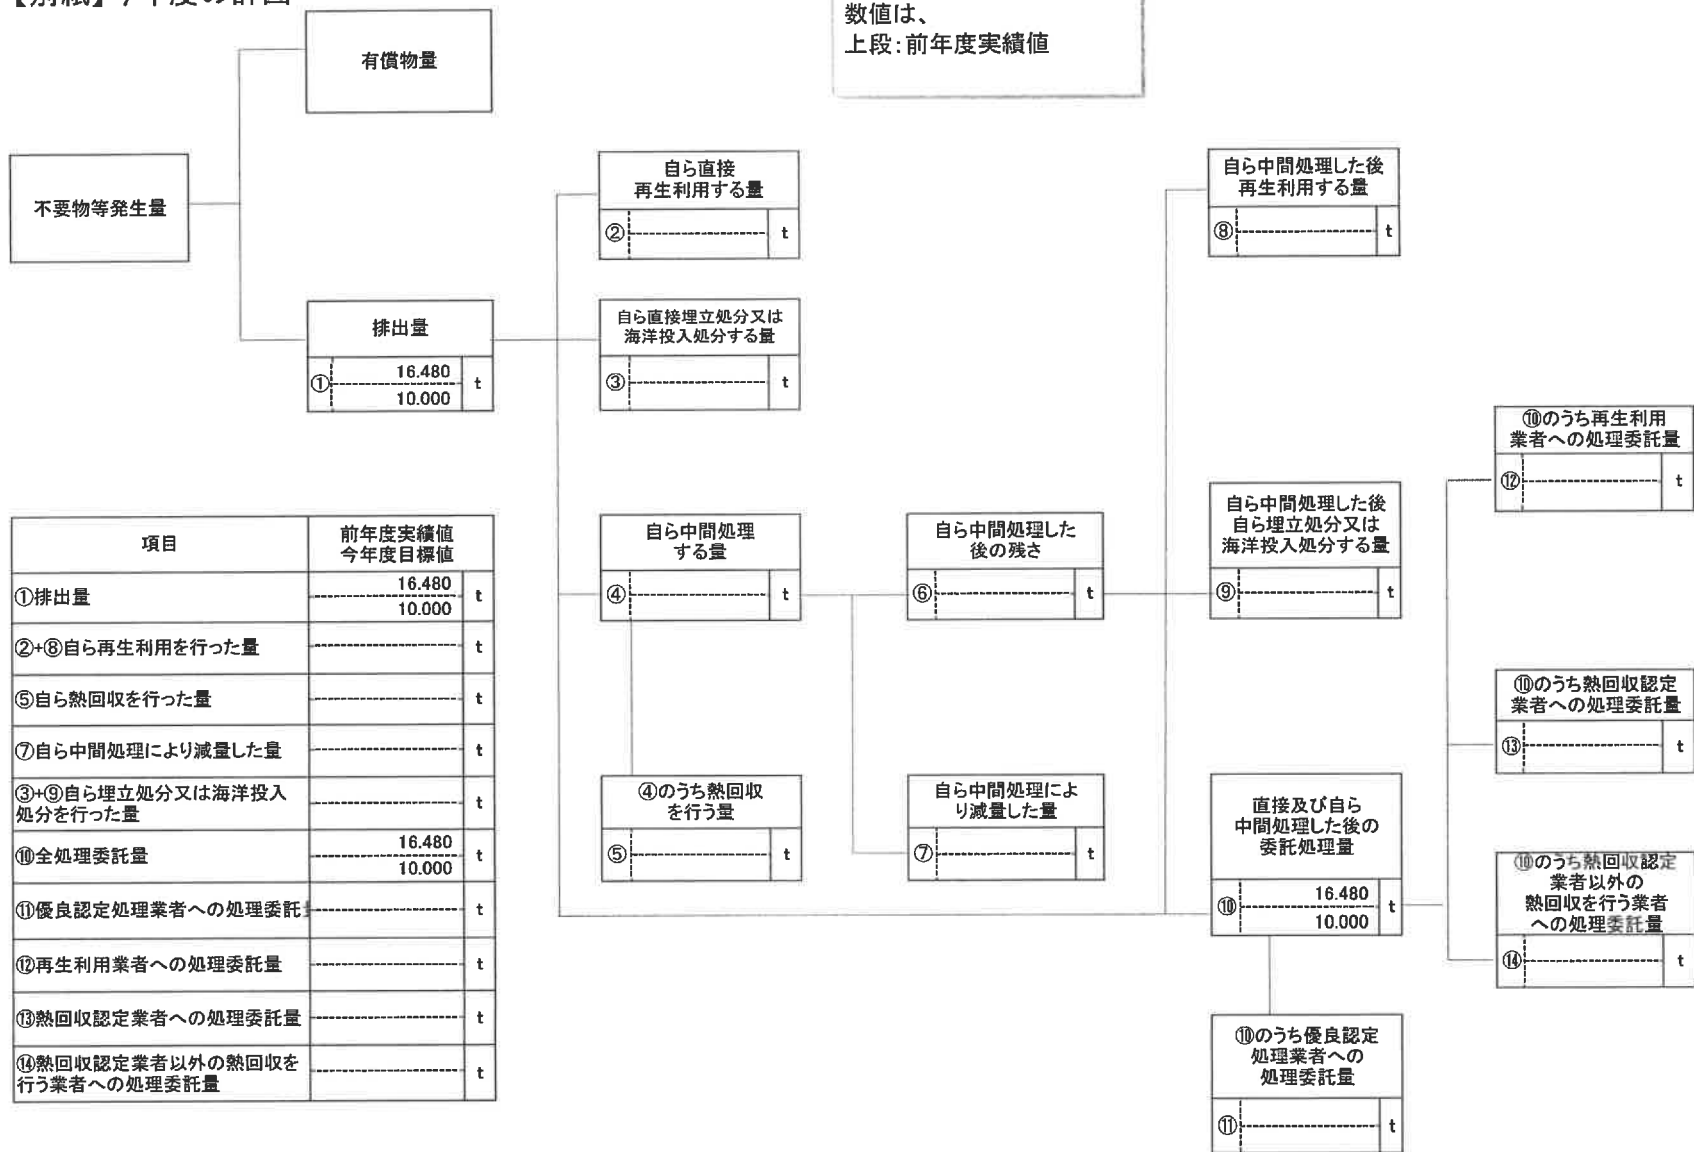 数値は、
上段:前年度実績値
有償物量
不要物等発生量
排出量
① 16.480 t
10.000
自ら直接
再生利用する量
② t
自ら直接埋立処分又は
海洋投入処分する量
③ t
自ら中間処理
する量
④ t
④のうち熱回収
を行う量
⑤ t
自ら中間処理した
後の残さ
⑥ t
自ら中間処理によ
り減量した量
⑦ t
自ら中間処理した後
再生利用する量
⑧ t
自ら中間処理した後
自ら埋立処分又は
海洋投入処分する量
⑨ t
直接及び自ら
中間処理した後の
委託処理量
⑩ 16.480 t
10.000
⑩のうち優良認定
処理業者への
処理委託量
⑪ t
⑩のうち再生利用
業者への処理委託量
⑫ t
⑩のうち熱回収認定
業者への処理委託量
⑬ t
⑩のうち熱回収認定
業者以外の
熱回収を行う業者
への処理委託量
⑭ t
項目 前年度実績値
今年度目標値
①排出量 16.480 t
10.000
②+⑧自ら再生利用を行った量 t
⑤自ら熱回収を行った量 t
⑦自ら中間処理により減量した量 t
③+⑨自ら埋立処分又は海洋投入
処分を行った量 t
⑩全処理委託量 16.480 t
10.000
⑪優良認定処理業者への処理委託 t
⑫再生利用業者への処理委託量 t
⑬熱回収認定業者への処理委託量 t
⑭熱回収認定業者以外の熱回収を
行う業者への処理委託量 t